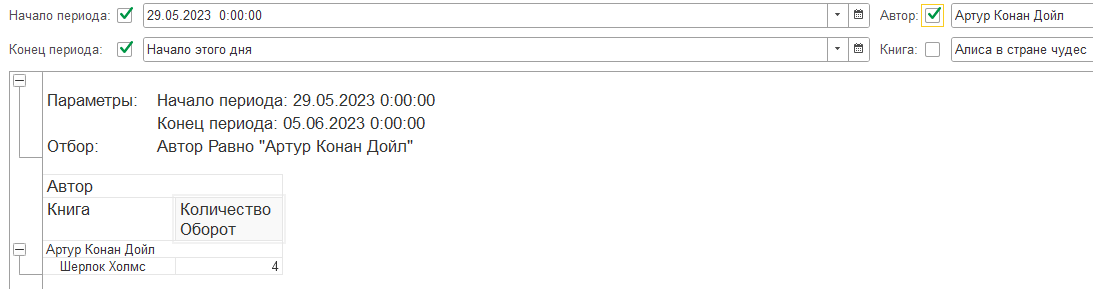 Начало периода: 29.05.2023 0:00:00 Автор: Артур Конан Дойл
Конец периода: Начало этого дня Книга: Алиса в стране чудес
Параметры: Начало периода: 29.05.2023 0:00:00
Конец периода: 05.06.2023 0:00:00
Отбор: Автор Равно "Артур Конан Дойл"
Автор
Книга Количество
Оборот
Артур Конан Дойл
Шерлок Холмс 4